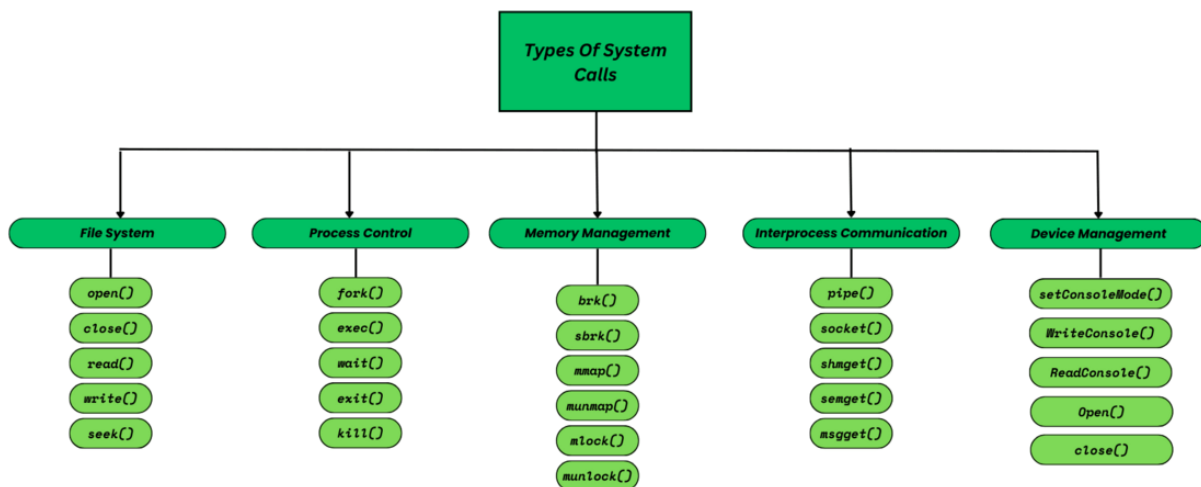 Types Of System
Calls
File System
Process Control
Memory Management
Interprocess Communication
Device Management
open()
close()
read()
write()
seek()
fork()
exec()
wait()
exit()
kill()
brk()
sbrk()
mmap()
munmap()
mlock()
munlock()
pipe()
socket()
shmget()
semget()
msgget()
setConsoleMode()
WriteConsole()
ReadConsole()
Open()
close()